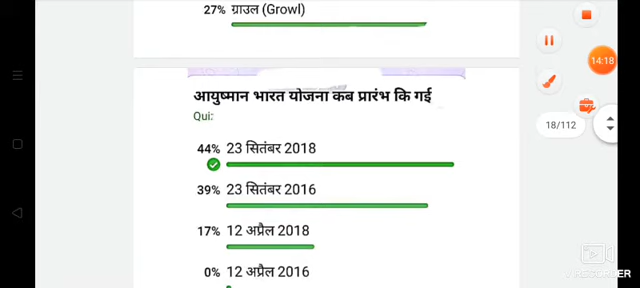 27% ग्राउल (Growl)
14:18
आयुष्मान भारत योजना कब प्रारंभ कि गई
18/112
Qui:
44% 23 सितंबर 2018
39% 23 सितंबर 2016
17% 12 अप्रैल 2018
0% 12 अप्रैल 2016